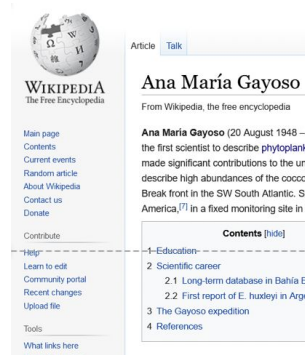 WIKIPEDIA
The Free Encyclopedia
Main page
Contents
Current events
Random article
About Wikipedia
Contact us
Donate
Contribute
Help
Learn to edit
Community portal
Recent changes
Upload file
Tools
What links here
Article Talk
Ana María Gayoso
From Wikipedia, the free encyclopedia
Ana María Gayoso (20 August 1948 –
the first scientist to describe
made significant contributions to the
describe high abundances of the
Break front in the SW South Atlantic. S
America,[7] in a fixed monitoring site in
Contents [hide]
1 Education
2 Scientific career
2.1 Long-term database in Bahía
2.2 First report of E. huxleyi in
3 The Gayoso expedition
4 References